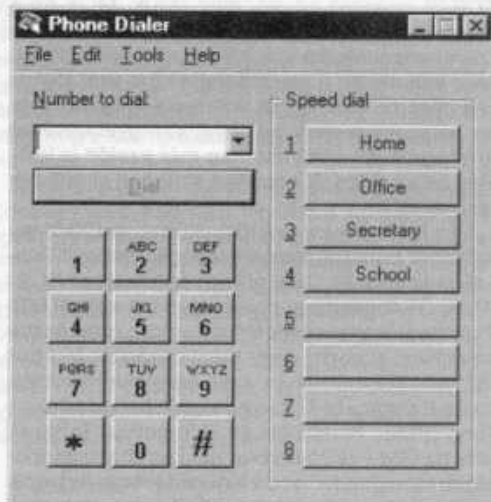 Phone Dialer
File Edit Tools Help
Number to dial:
Dial
1
ABC
2
DEF
3
GHI
4
JKL
5
MNO
6
PQRS
7
TUV
8
WXYZ
9
*
0
#
Speed dial
1 Home
2 Office
3 Secretary
4 School
5
6
7
8